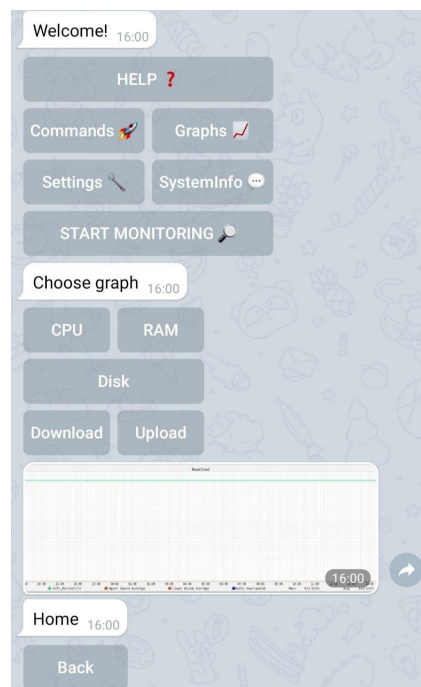 Welcome! 16:00
HELP ❓
Commands 🚀 Graphs 📈
Settings 🔧 SystemInfo 💬
START MONITORING 🔎
Choose graph 16:00
CPU RAM
Disk
Download Upload
Download
16:00
Home 16:00
Back